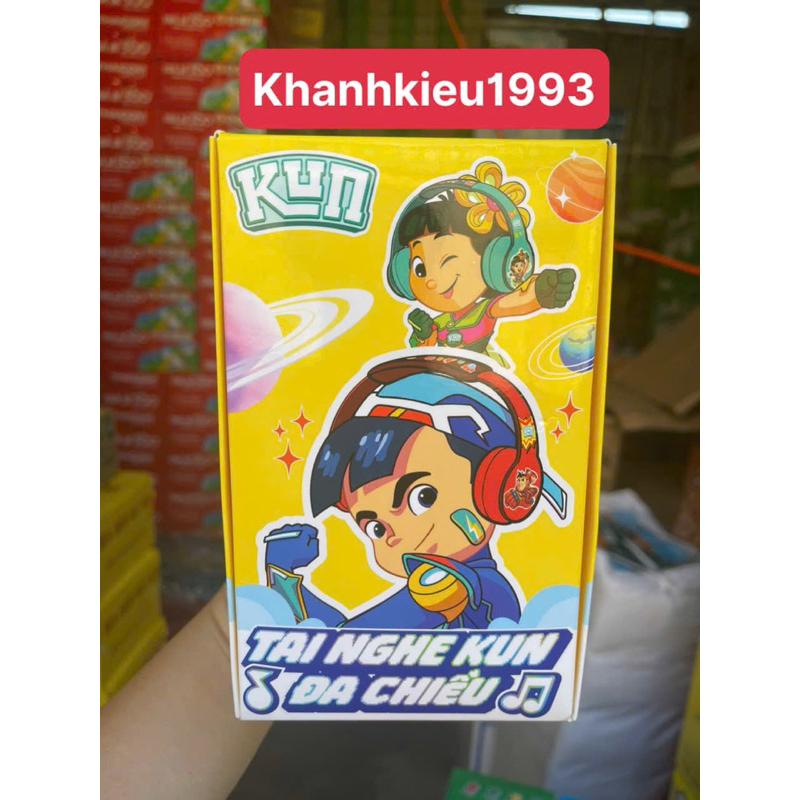 Khanhkieu1993
KUN
TAI NGHE KUN
ĐA CHIỀU